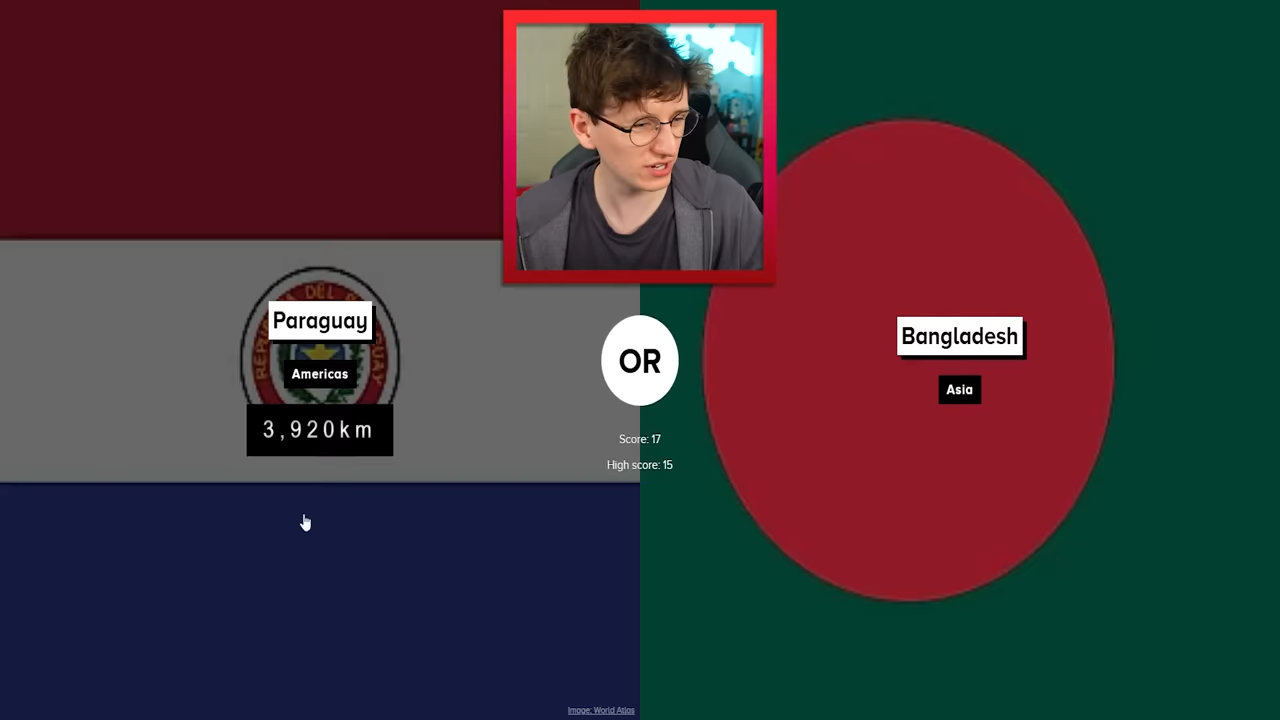 Paraguay
Americas
3,920km
OR
Score: 17
High score: 15
Bangladesh
Asia
Image: World Atlas